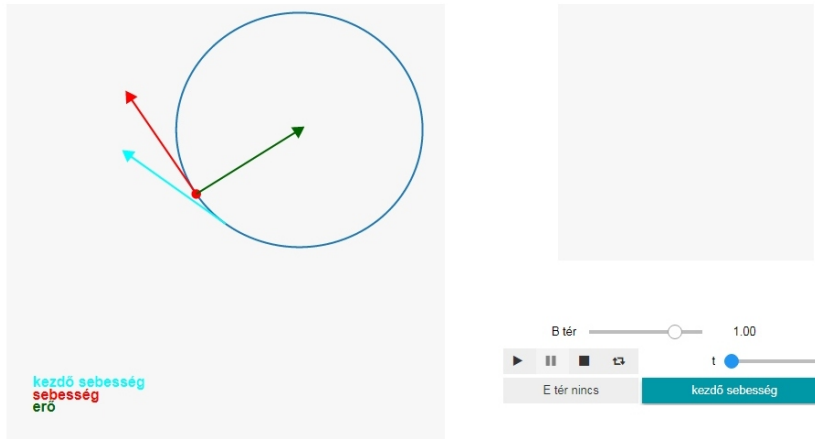 kezdő sebesség
sebesség
erő
B tér 1.00
t
E tér nincs kezdő sebesség